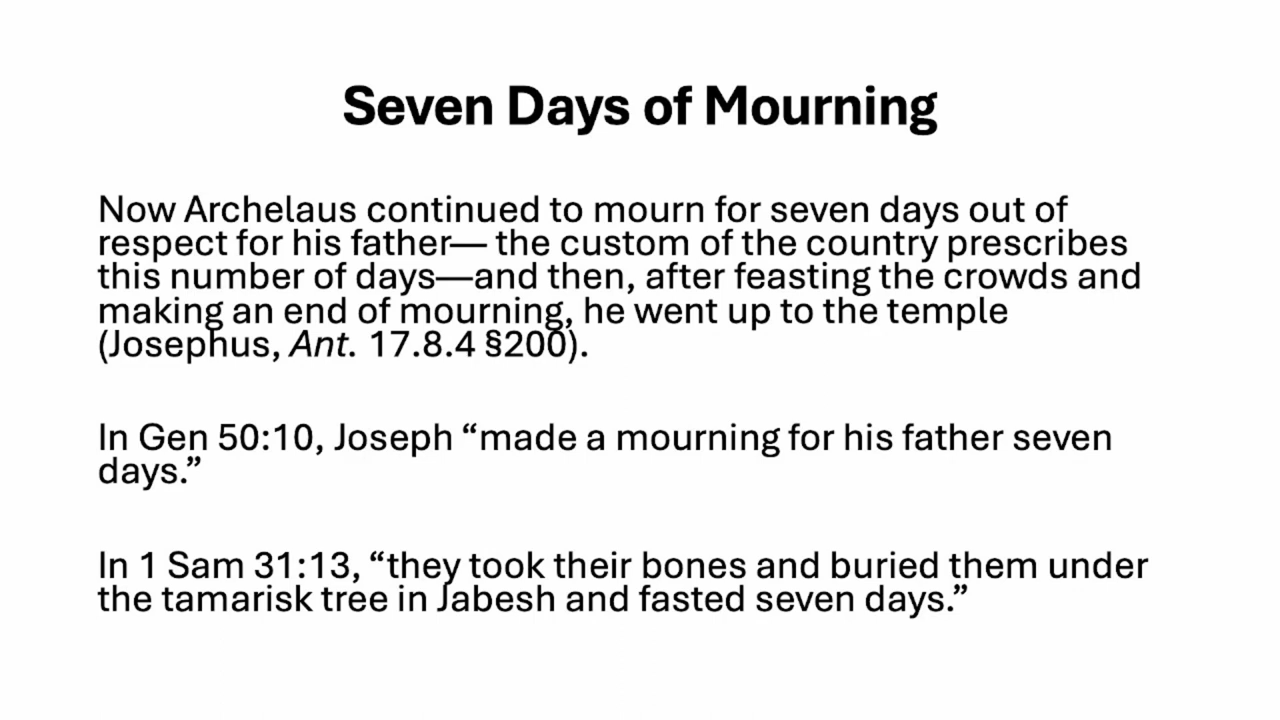 Seven Days of Mourning
Now Archelaus continued to mourn for seven days out of
respect for his father— the custom of the country prescribes
this number of days—and then, after feasting the crowds and
making an end of mourning, he went up to the temple
(Josephus, Ant. 17.8.4 §200).
In Gen 50:10, Joseph “made a mourning for his father seven
days.”
In 1 Sam 31:13, “they took their bones and buried them under
the tamarisk tree in Jabesh and fasted seven days.”